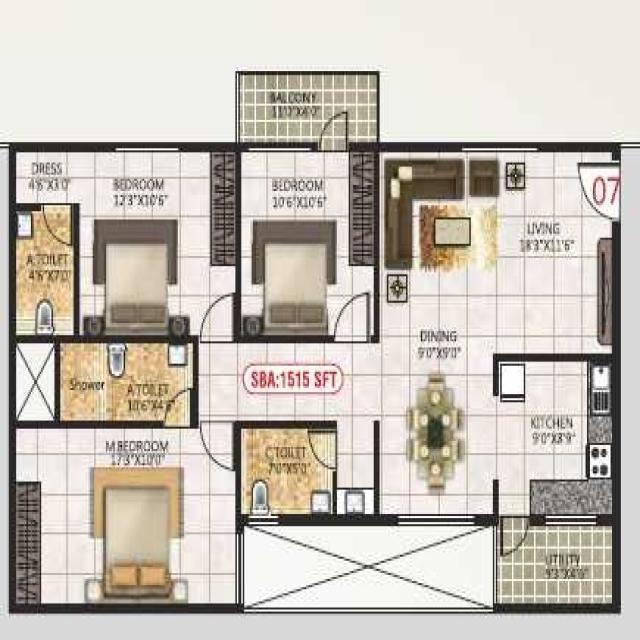 BALCONY
11'0"X4'0"
DRESS
4'6"X3'0"
BEDROOM
12'3"X10'6"
BEDROOM
10'6"X10'6"
07
LIVING
18'3"X11'6"
A.TOILET
4'6"X7'0"
DINING
9'0"X9'0"
SBA:1515 SFT
Shower
A.TOILET
10'6"X4'0"
KITCHEN
9'0"X8'9"
M.BEDROOM
17'3"X10'0"
C.TOILET
7'0"X5'0"
UTILITY
9'3"X4'6"